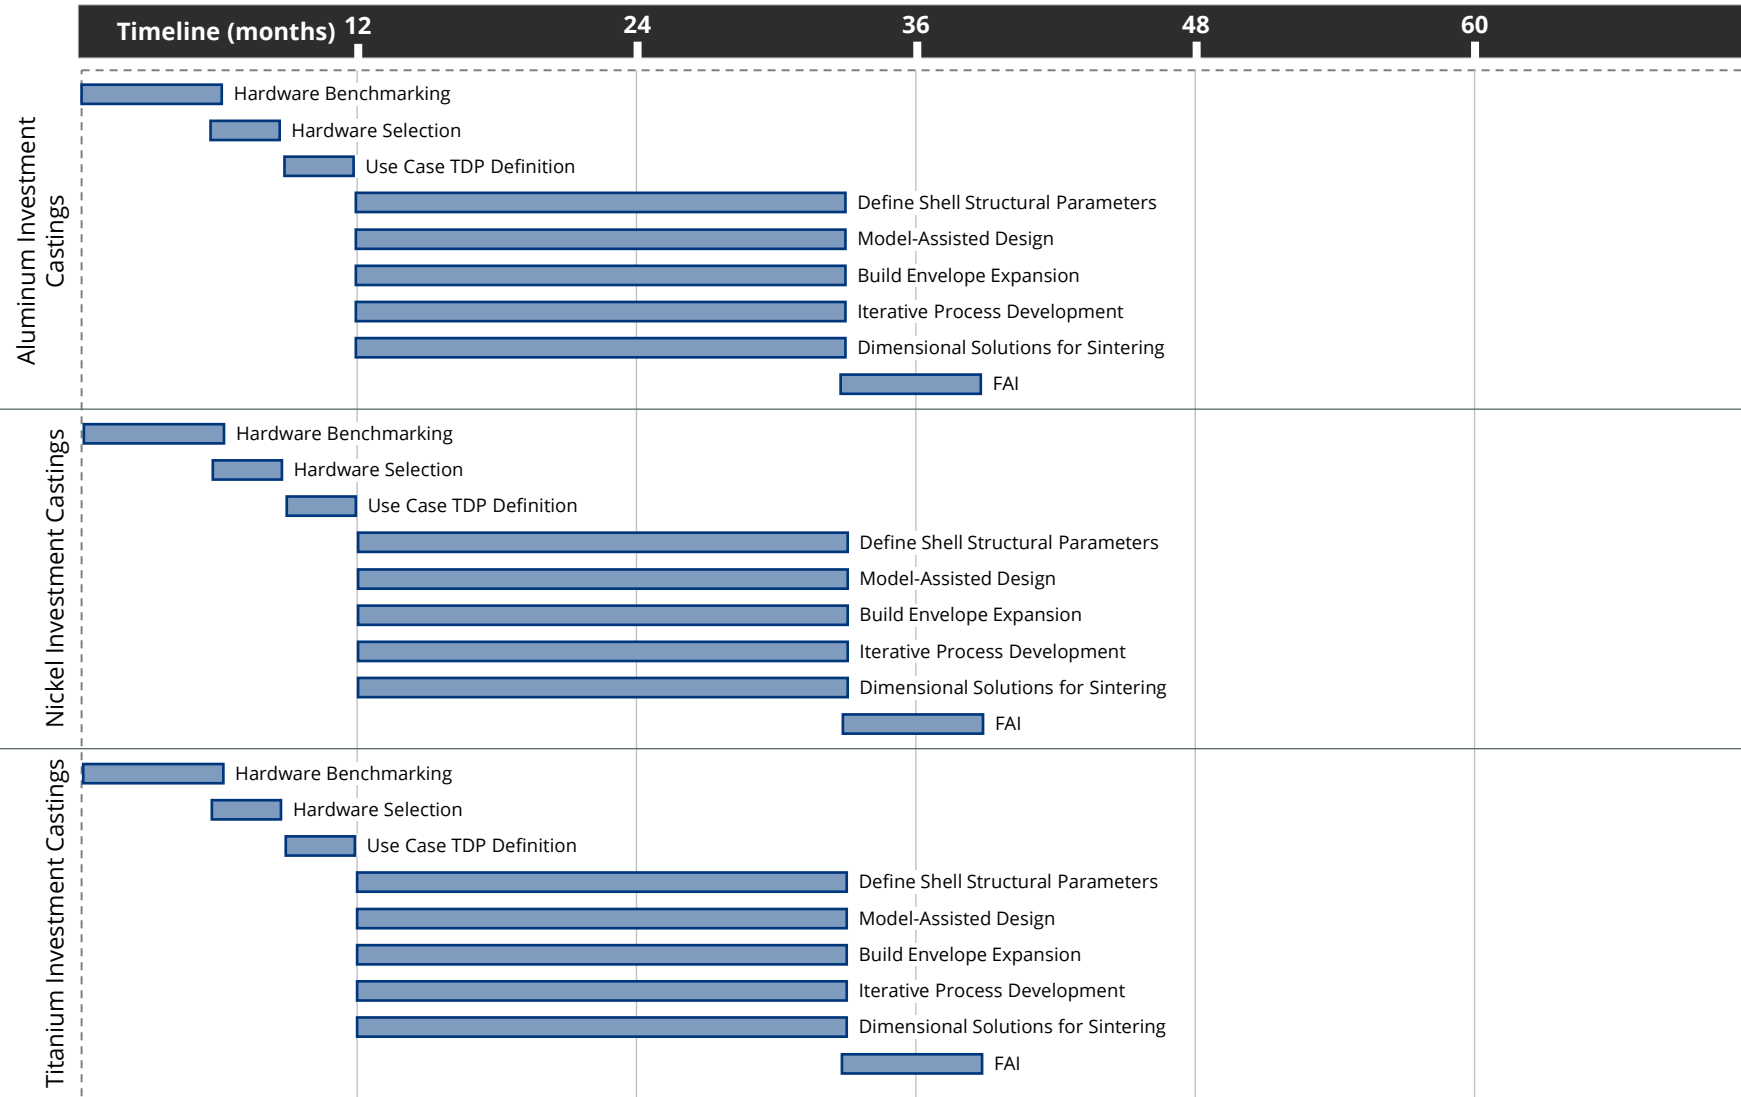 Timeline (months) 12 24 36 48 60
Aluminum Investment
Castings
Hardware Benchmarking
Hardware Selection
Use Case TDP Definition
Define Shell Structural Parameters
Model-Assisted Design
Build Envelope Expansion
Iterative Process Development
Dimensional Solutions for Sintering
FAI
Nickel Investment Castings
Hardware Benchmarking
Hardware Selection
Use Case TDP Definition
Define Shell Structural Parameters
Model-Assisted Design
Build Envelope Expansion
Iterative Process Development
Dimensional Solutions for Sintering
FAI
Titanium Investment Castings
Hardware Benchmarking
Hardware Selection
Use Case TDP Definition
Define Shell Structural Parameters
Model-Assisted Design
Build Envelope Expansion
Iterative Process Development
Dimensional Solutions for Sintering
FAI